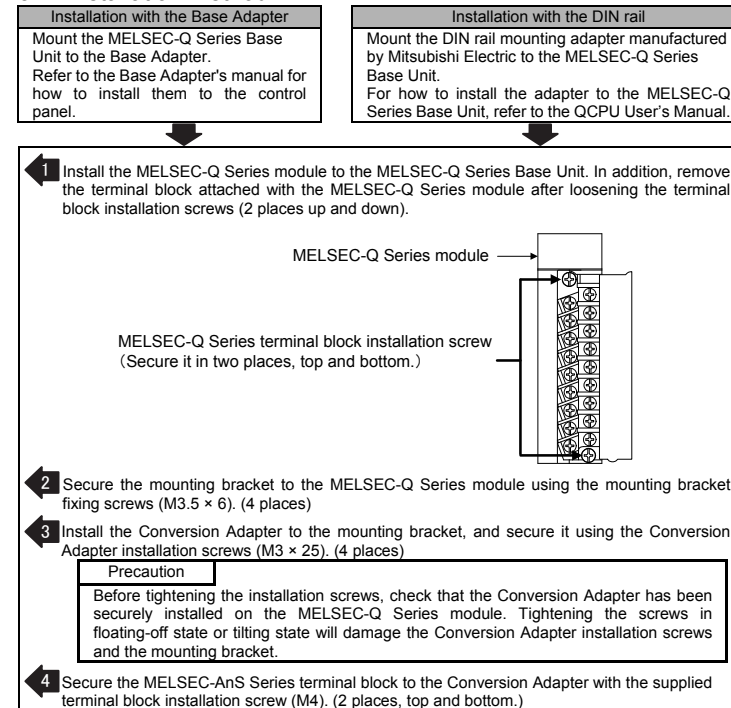 Installation with the Base Adapter
Mount the MELSEC-Q Series Base
Unit to the Base Adapter.
Refer to the Base Adapter's manual for
how to install them to the control
panel.
Installation with the DIN rail
Mount the DIN rail mounting adapter manufactured
by Mitsubishi Electric to the MELSEC-Q Series
Base Unit.
For how to install the adapter to the MELSEC-Q
Series Base Unit, refer to the QCPU User's Manual.
1 Install the MELSEC-Q Series module to the MELSEC-Q Series Base Unit. In addition, remove
the terminal block attached with the MELSEC-Q Series module after loosening the terminal
block installation screws (2 places up and down).
MELSEC-Q Series module
MELSEC-Q Series terminal block installation screw
（Secure it in two places, top and bottom.）
2 Secure the mounting bracket to the MELSEC-Q Series module using the mounting bracket
fixing screws (M3.5 × 6). (4 places)
3 Install the Conversion Adapter to the mounting bracket, and secure it using the Conversion
Adapter installation screws (M3 × 25). (4 places)
Precaution
Before tightening the installation screws, check that the Conversion Adapter has been
securely installed on the MELSEC-Q Series module. Tightening the screws in
floating-off state or tilting state will damage the Conversion Adapter installation screws
and the mounting bracket.
4 Secure the MELSEC-AnS Series terminal block to the Conversion Adapter with the supplied
terminal block installation screw (M4). (2 places, top and bottom.)